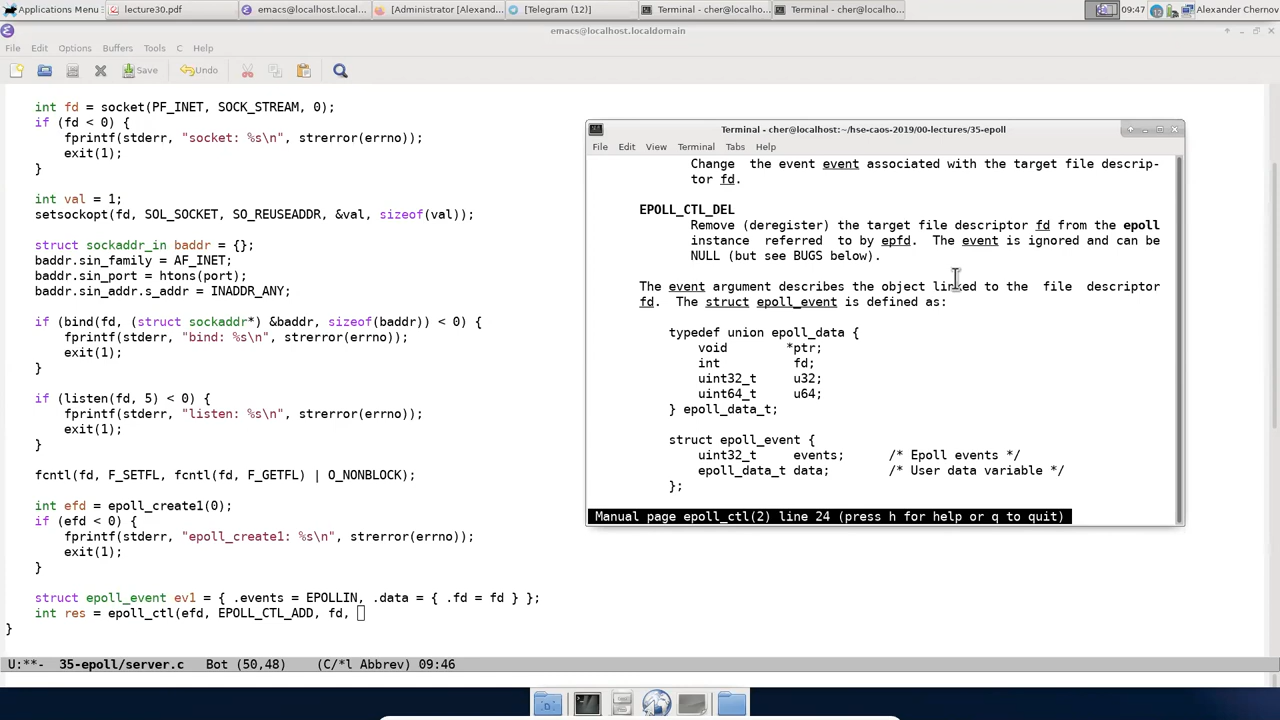 Applications Menu
lecture30.pdf
emacs@localhost.local...
[Administrator [Alexand...
[Telegram (12)]
Terminal - cher@localhost:...
Terminal - cher@localhost:...
09:47
12
Alexander Chernov
emacs@localhost.localdomain
File Edit Options Buffers Tools C Help
Save Undo
int fd = socket(PF_INET, SOCK_STREAM, 0);
if (fd < 0) {
fprintf(stderr, "socket: %s\n", strerror(errno));
exit(1);
}
int val = 1;
setsockopt(fd, SOL_SOCKET, SO_REUSEADDR, &val, sizeof(val));
struct sockaddr_in baddr = {};
baddr.sin_family = AF_INET;
baddr.sin_port = htons(port);
baddr.sin_addr.s_addr = INADDR_ANY;
if (bind(fd, (struct sockaddr*) &baddr, sizeof(baddr)) < 0) {
fprintf(stderr, "bind: %s\n", strerror(errno));
exit(1);
}
if (listen(fd, 5) < 0) {
fprintf(stderr, "listen: %s\n", strerror(errno));
exit(1);
}
fcntl(fd, F_SETFL, fcntl(fd, F_GETFL) | O_NONBLOCK);
int efd = epoll_create1(0);
if (efd < 0) {
fprintf(stderr, "epoll_create1: %s\n", strerror(errno));
exit(1);
}
struct epoll_event ev1 = { .events = EPOLLIN, .data = { .fd = fd } };
int res = epoll_ctl(efd, EPOLL_CTL_ADD, fd,
}
U:**- 35-epoll/server.c Bot (50,48) (C/*l Abbrev) 09:46
Terminal - cher@localhost:~/hse-caos-2019/00-lectures/35-epoll
File Edit View Terminal Tabs Help
Change the event event associated with the target file descrip-
tor fd.
EPOLL_CTL_DEL
Remove (deregister) the target file descriptor fd from the epoll
instance referred to by epfd. The event is ignored and can be
NULL (but see BUGS below).
The event argument describes the object linked to the file descriptor
fd. The struct epoll_event is defined as:
typedef union epoll_data {
void *ptr;
int fd;
uint32_t u32;
uint64_t u64;
} epoll_data_t;
struct epoll_event {
uint32_t events; /* Epoll events */
epoll_data_t data; /* User data variable */
};
Manual page epoll_ctl(2) line 24 (press h for help or q to quit)